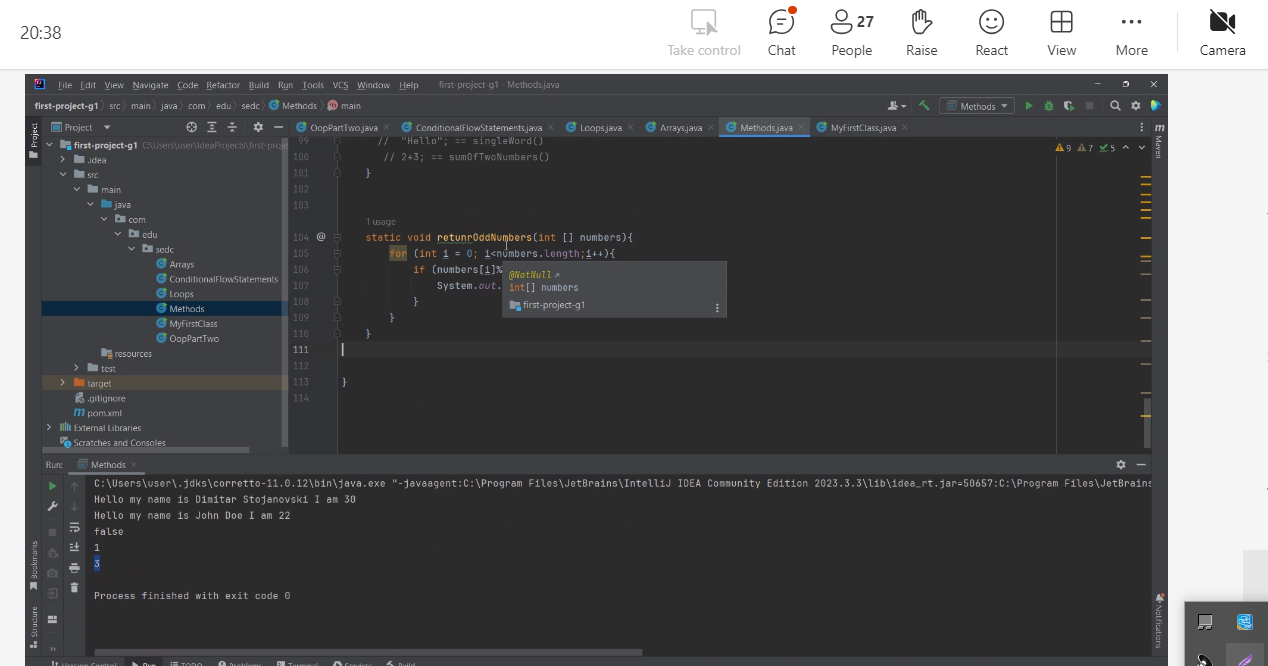 20:38
Take control
Chat
27
People
Raise
React
View
More
Camera
File Edit View Navigate Code Refactor Build Run Tools VCS Window Help first-project-g1 - Methods.java
first-project-g1 src main java com edu sedc Methods main
Methods
Project
OopPartTwo.java
ConditionalFlowStatements.java
Loops.java
Arrays.java
Methods.java
MyFirstClass.java
first-project-g1 C:\Users\user\IdeaProjects\first-proje
.idea
src
main
java
com
edu
sedc
Arrays
ConditionalFlowStatements
Loops
Methods
MyFirstClass
OopPartTwo
resources
test
target
.gitignore
pom.xml
External Libraries
Scratches and Consoles
9 7 5
99 // "Hello"; == singleWord()
100 // 2+3; == sumOfTwoNumbers()
101 }
102
103
1 usage
104 @ static void retunrOddNumbers(int [] numbers){
105 for (int i = 0; i<numbers.length;i++){
106 if (numbers[i]%
107 System.out.
108 }
109 }
110 }
111
112
113 }
114
@NotNull
int[] numbers
first-project-g1
Project
Maven
Run: Methods
C:\Users\user\.jdks\corretto-11.0.12\bin\java.exe "-javaagent:C:\Program Files\JetBrains\IntelliJ IDEA Community Edition 2023.3.3\lib\idea_rt.jar=50657:C:\Program Files\JetBrains
Hello my name is Dimitar Stojanovski I am 30
Hello my name is John Doe I am 22
false
1
3
Process finished with exit code 0
Bookmarks
Structure
Notifications
Version Control Run TODO Problems Terminal Services Build